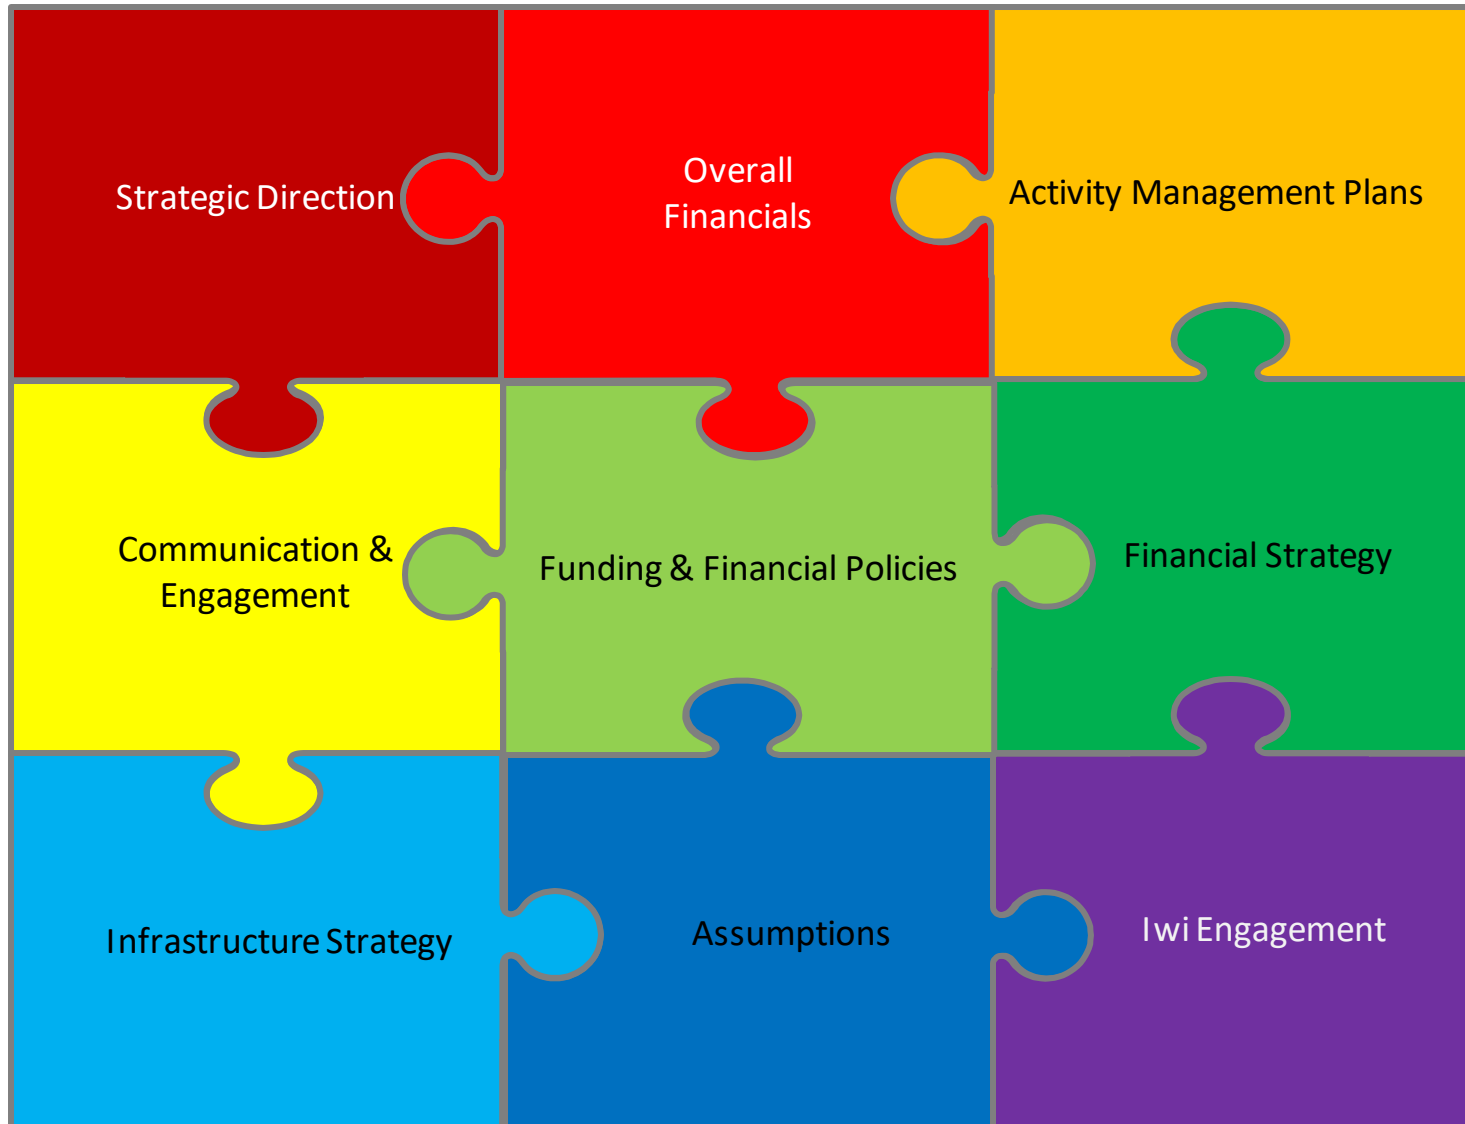 Strategic Direction
Overall
Financials
Activity Management Plans
Communication &
Engagement
Funding & Financial Policies
Financial Strategy
Infrastructure Strategy
Assumptions
Iwi Engagement